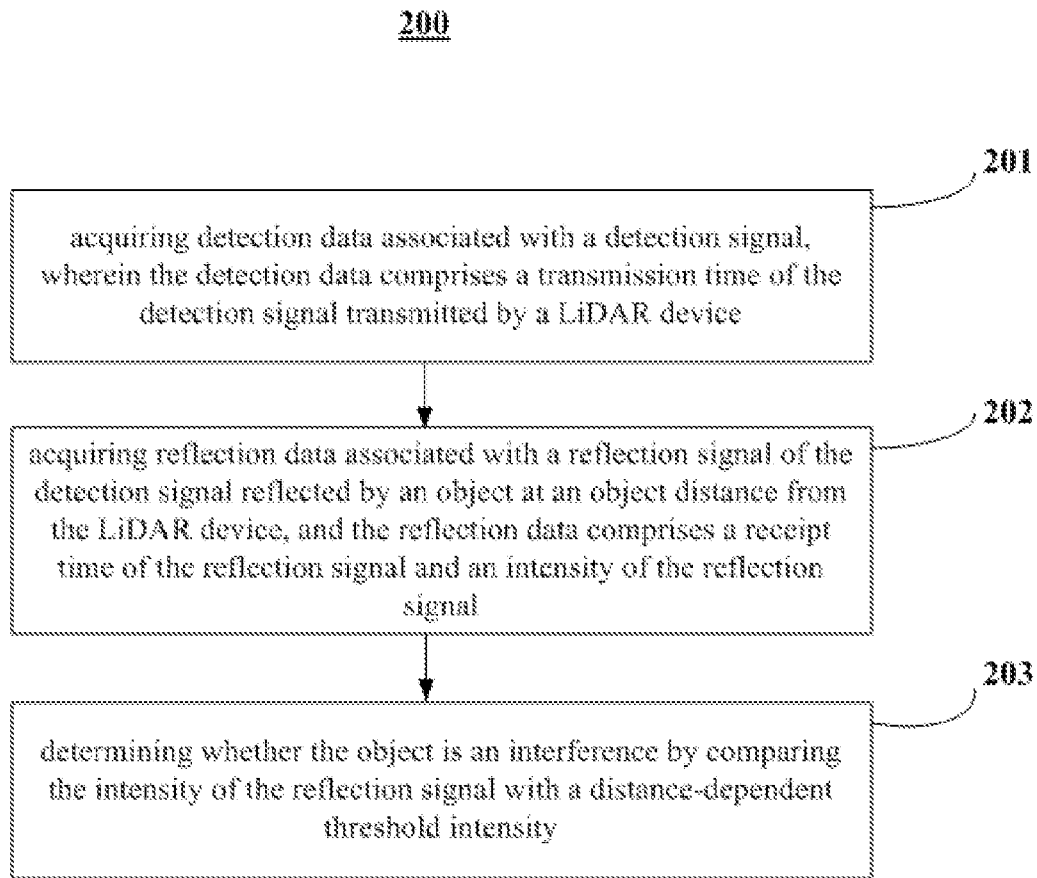 200
201
acquiring detection data associated with a detection signal,
wherein the detection data comprises a transmission time of the
detection signal transmitted by a LiDAR device
202
acquiring reflection data associated with a reflection signal of the
detection signal reflected by an object at an object distance from
the LiDAR device, and the reflection data comprises a receipt
time of the reflection signal and an intensity of the reflection
signal
203
determining whether the object is an interference by comparing
the intensity of the reflection signal with a distance-dependent
threshold intensity